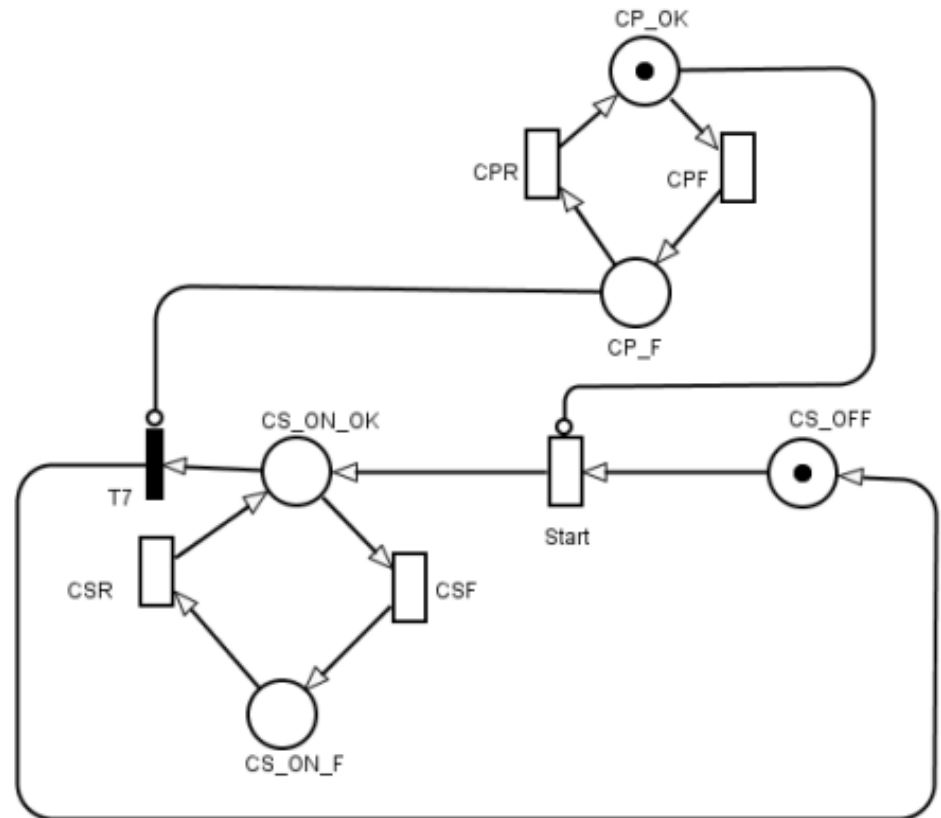 CP_OK
CPR
CPF
CP_F
CS_ON_OK
CS_OFF
T7
Start
CSR
CSF
CS_ON_F